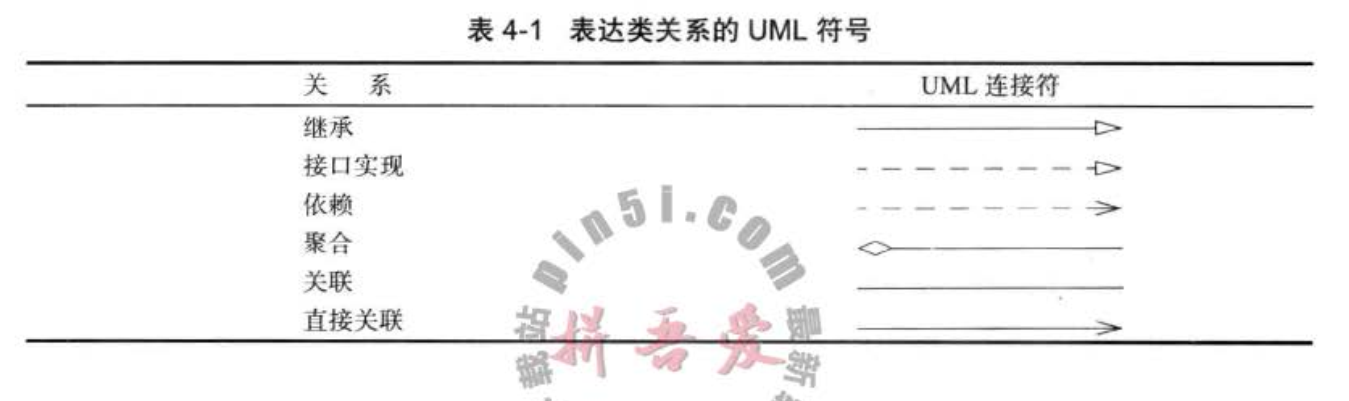 表 4-1 表达类关系的 UML 符号
关 系 UML 连接符
继承
接口实现
依赖
聚合
关联
直接关联
pin5i.com
拼吾爱
载站
最新